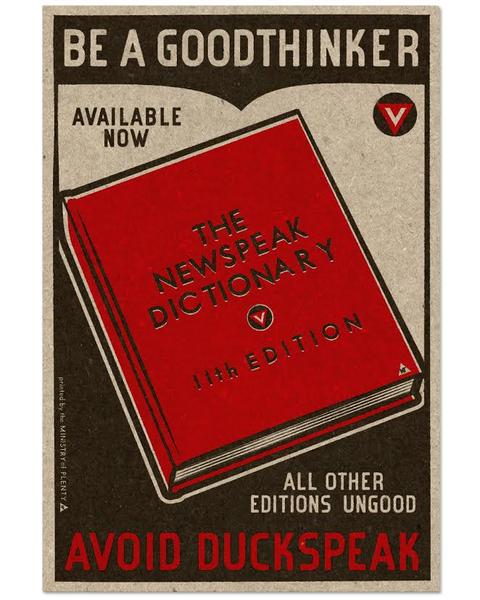 BE A GOODTHINKER
AVAILABLE
NOW
V
THE
NEWSPEAK
DICTIONARY
V
11th EDITION
printed by the MINISTRY of PLENTY
ALL OTHER
EDITIONS UNGOOD
AVOID DUCKSPEAK